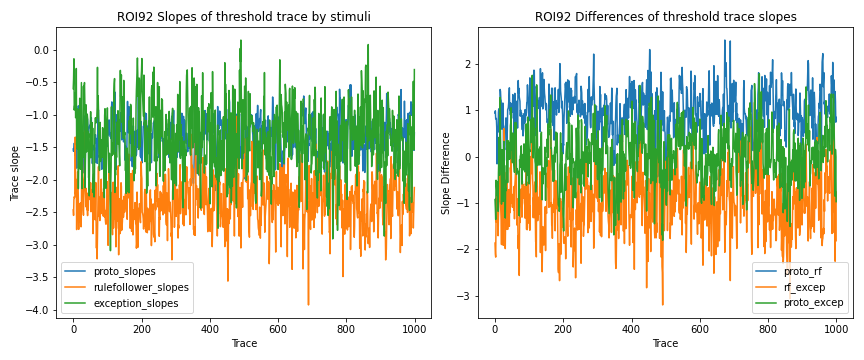 ROI92 Slopes of threshold trace by stimuli
Trace slope
0.0
−0.5
−1.0
−1.5
−2.0
−2.5
−3.0
−3.5
−4.0
proto_slopes
rulefollower_slopes
exception_slopes
0 200 400 600 800 1000
Trace
ROI92 Differences of threshold trace slopes
Slope Difference
2
1
0
−1
−2
−3
proto_rf
rf_excep
proto_excep
0 200 400 600 800 1000
Trace